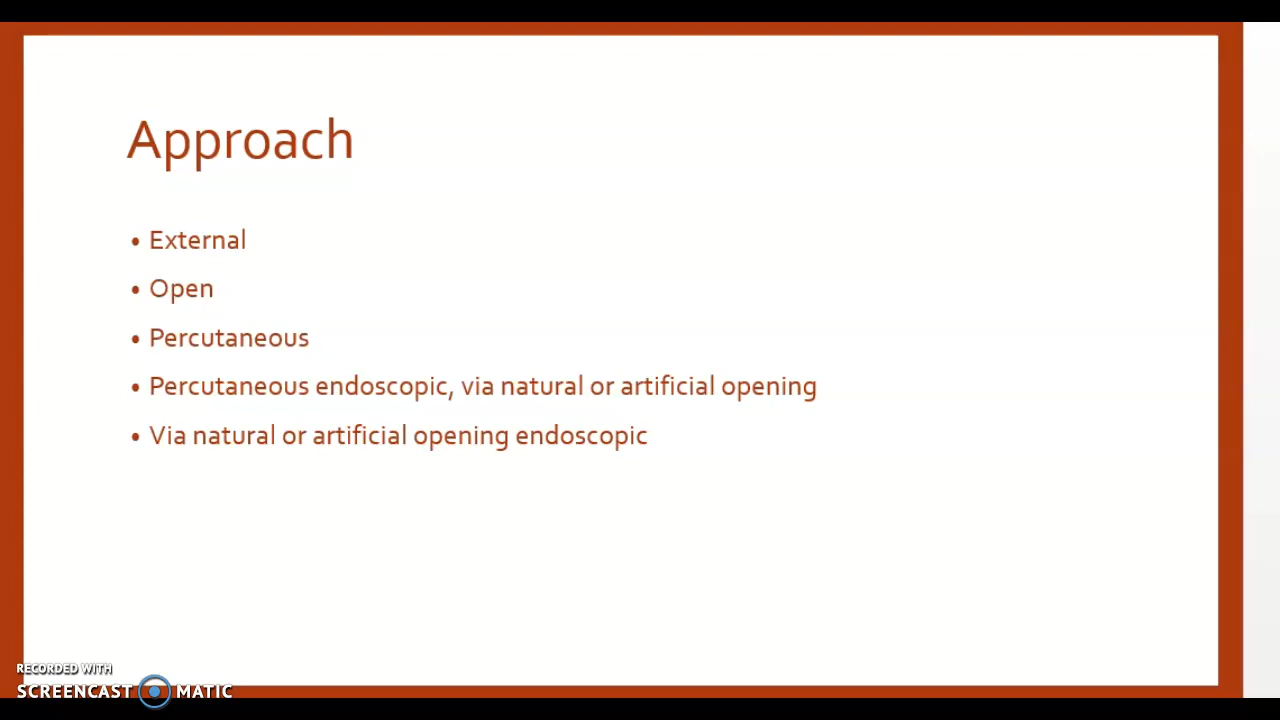 Approach
• External
• Open
• Percutaneous
• Percutaneous endoscopic, via natural or artificial opening
• Via natural or artificial opening endoscopic
RECORDED WITH
SCREENCAST MATIC